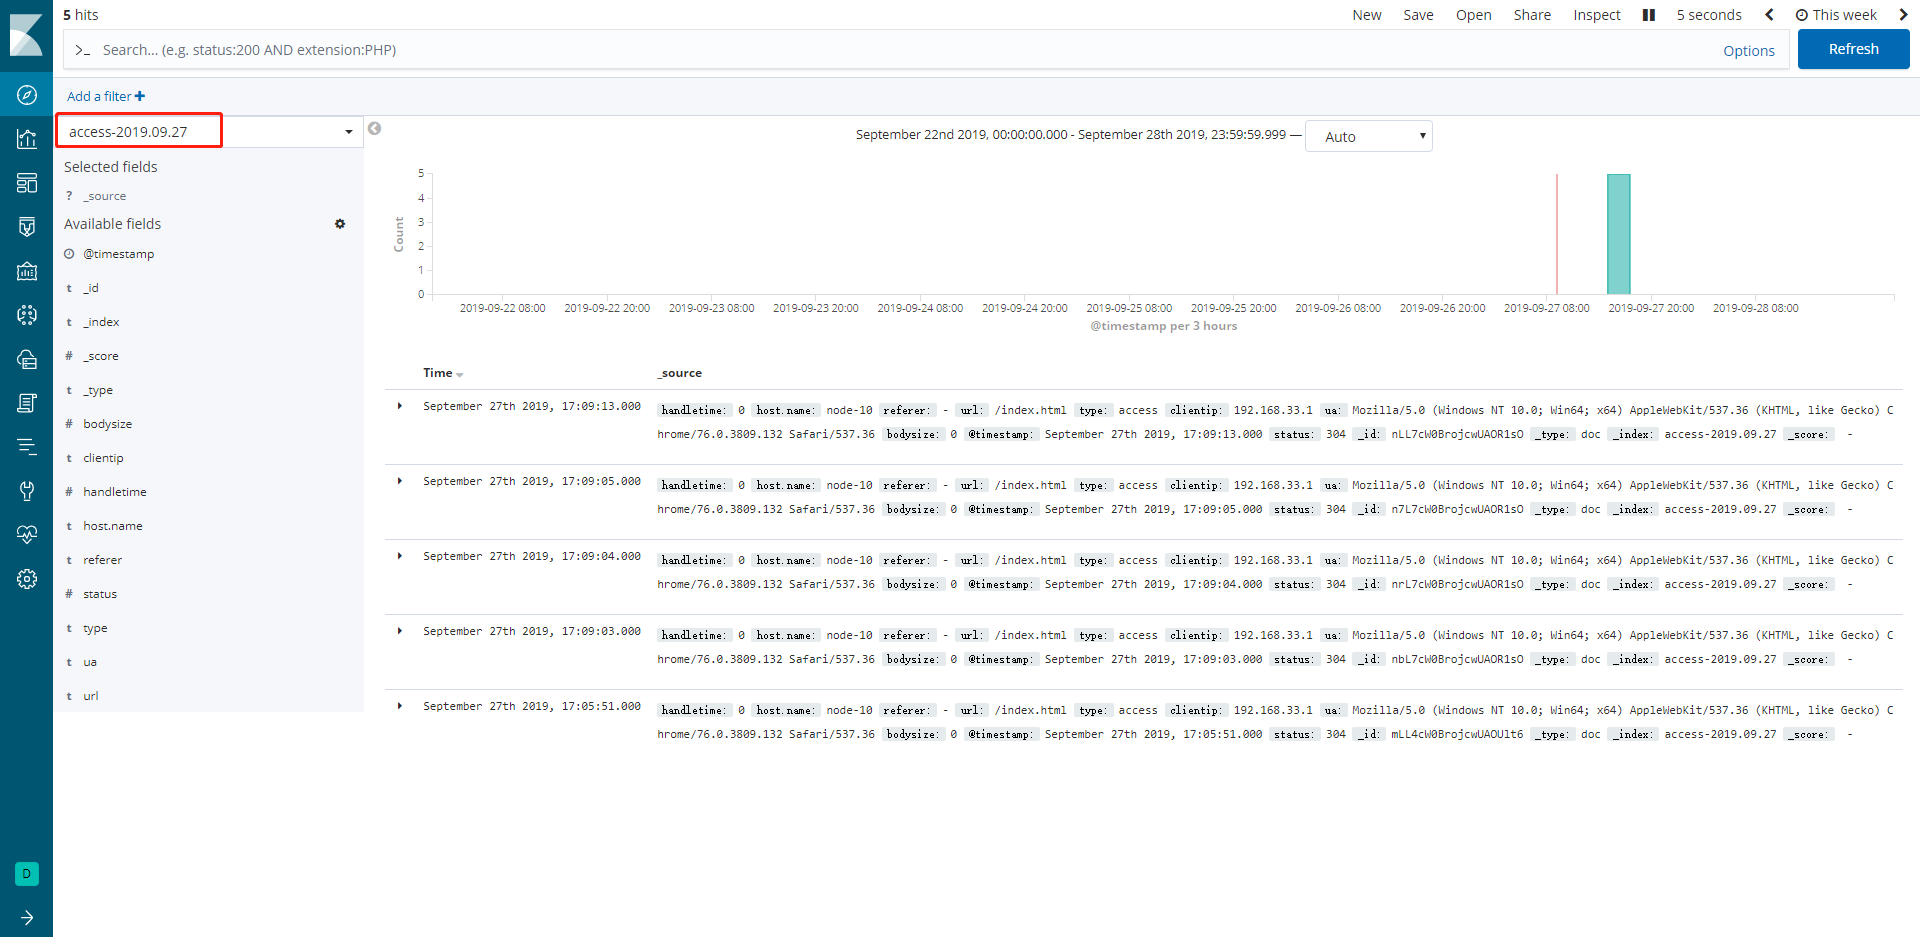 5 hits
New Save Open Share Inspect 5 seconds This week
>_ Search... (e.g. status:200 AND extension:PHP) Options Refresh
Add a filter
access-2019.09.27
Selected fields
? _source
Available fields
@timestamp
t _id
t _index
# _score
t _type
# bodysize
t clientip
# handletime
t host.name
t referer
# status
t type
t ua
t url
D
September 22nd 2019, 00:00:00.000 - September 28th 2019, 23:59:59.999 — Auto
Count
5
4
3
2
1
0
2019-09-22 08:00 2019-09-22 20:00 2019-09-23 08:00 2019-09-23 20:00 2019-09-24 08:00 2019-09-24 20:00 2019-09-25 08:00 2019-09-25 20:00 2019-09-26 08:00 2019-09-26 20:00 2019-09-27 08:00 2019-09-27 20:00 2019-09-28 08:00
@timestamp per 3 hours
Time _source
September 27th 2019, 17:09:13.000 handletime: 0 host.name: node-10 referer: - url: /index.html type: access clientip: 192.168.33.1 ua: Mozilla/5.0 (Windows NT 10.0; Win64; x64) AppleWebKit/537.36 (KHTML, like Gecko) C
hrome/76.0.3809.132 Safari/537.36 bodysize: 0 @timestamp: September 27th 2019, 17:09:13.000 status: 304 _id: nLL7cW0BrojcwUAOR1sO _type: doc _index: access-2019.09.27 _score: -
September 27th 2019, 17:09:05.000 handletime: 0 host.name: node-10 referer: - url: /index.html type: access clientip: 192.168.33.1 ua: Mozilla/5.0 (Windows NT 10.0; Win64; x64) AppleWebKit/537.36 (KHTML, like Gecko) C
hrome/76.0.3809.132 Safari/537.36 bodysize: 0 @timestamp: September 27th 2019, 17:09:05.000 status: 304 _id: n7L7cW0BrojcwUAOR1sO _type: doc _index: access-2019.09.27 _score: -
September 27th 2019, 17:09:04.000 handletime: 0 host.name: node-10 referer: - url: /index.html type: access clientip: 192.168.33.1 ua: Mozilla/5.0 (Windows NT 10.0; Win64; x64) AppleWebKit/537.36 (KHTML, like Gecko) C
hrome/76.0.3809.132 Safari/537.36 bodysize: 0 @timestamp: September 27th 2019, 17:09:04.000 status: 304 _id: nrL7cW0BrojcwUAOR1sO _type: doc _index: access-2019.09.27 _score: -
September 27th 2019, 17:09:03.000 handletime: 0 host.name: node-10 referer: - url: /index.html type: access clientip: 192.168.33.1 ua: Mozilla/5.0 (Windows NT 10.0; Win64; x64) AppleWebKit/537.36 (KHTML, like Gecko) C
hrome/76.0.3809.132 Safari/537.36 bodysize: 0 @timestamp: September 27th 2019, 17:09:03.000 status: 304 _id: nbL7cW0BrojcwUAOR1sO _type: doc _index: access-2019.09.27 _score: -
September 27th 2019, 17:05:51.000 handletime: 0 host.name: node-10 referer: - url: /index.html type: access clientip: 192.168.33.1 ua: Mozilla/5.0 (Windows NT 10.0; Win64; x64) AppleWebKit/537.36 (KHTML, like Gecko) C
hrome/76.0.3809.132 Safari/537.36 bodysize: 0 @timestamp: September 27th 2019, 17:05:51.000 status: 304 _id: mLL4cW0BrojcwUAOUlt6 _type: doc _index: access-2019.09.27 _score: -